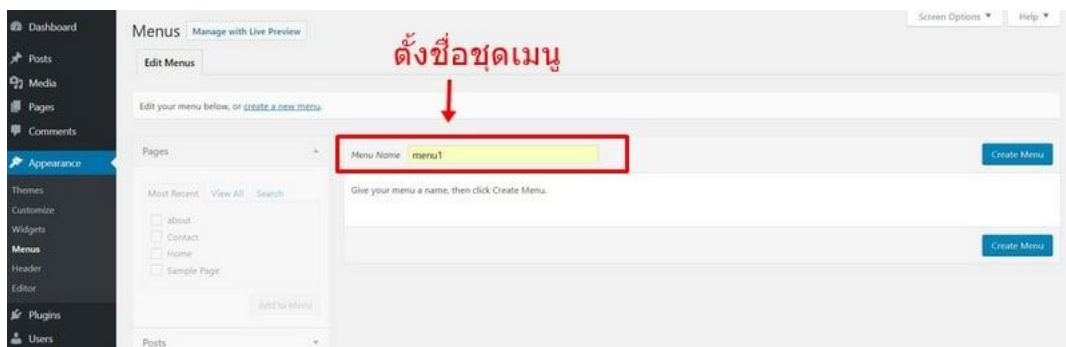 Screen Options Help
Dashboard
Posts
Media
Pages
Comments
Appearance
Themes
Customize
Widgets
Menus
Header
Editor
Plugins
Users
Menus Manage with Live Preview
Edit Menus
ตั้งชื่อชุดเมนู
Edit your menu below, or create a new menu.
Pages
Most Recent View All Search
about
Contact
Home
Sample Page
Add to Menu
Posts
Menu Name menu1
Create Menu
Give your menu a name, then click Create Menu.
Create Menu